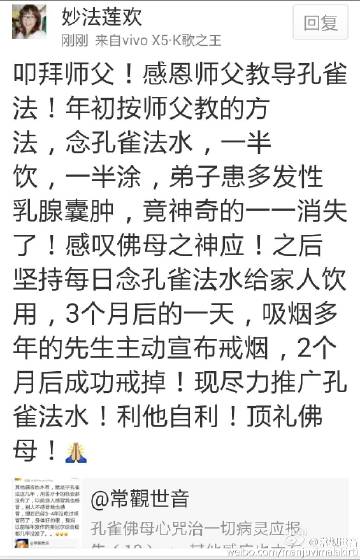 妙法莲欢
回复
刚刚 来自vivo X5·K歌之王
叩拜师父！感恩师父教导孔雀
法！年初按师父教的方
法，念孔雀法水，一半
饮，一半涂，弟子患多发性
乳腺囊肿，竟神奇的一一消失
了！感叹佛母之神应！之后
坚持每日念孔雀法水给家人饮
用，3个月后的一天，吸烟多
年的先生主动宣布戒烟，2个
月后成功戒掉！现尽力推广孔
雀法水！利他自利！顶礼佛
母！🙏
@常觀世音
孔雀佛母心咒治一切病灵应报